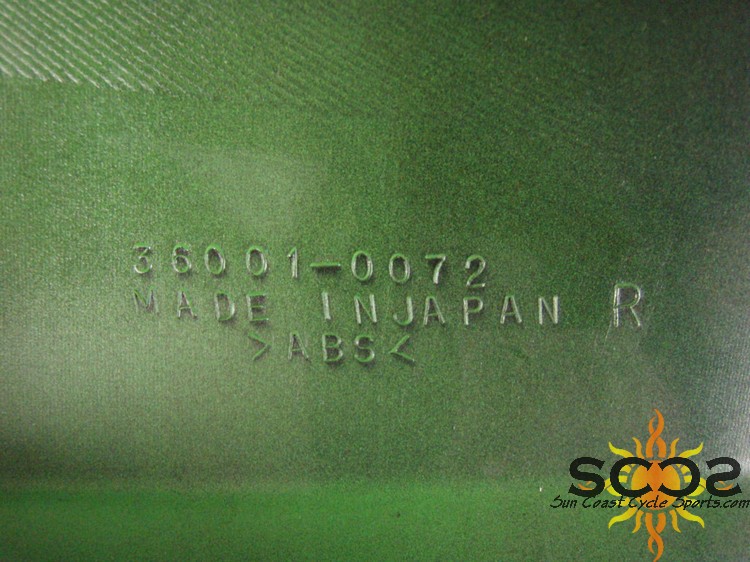 36001-0072
MADE INJAPAN R
>ABS<
SCCS
Sun Coast Cycle Sports.com